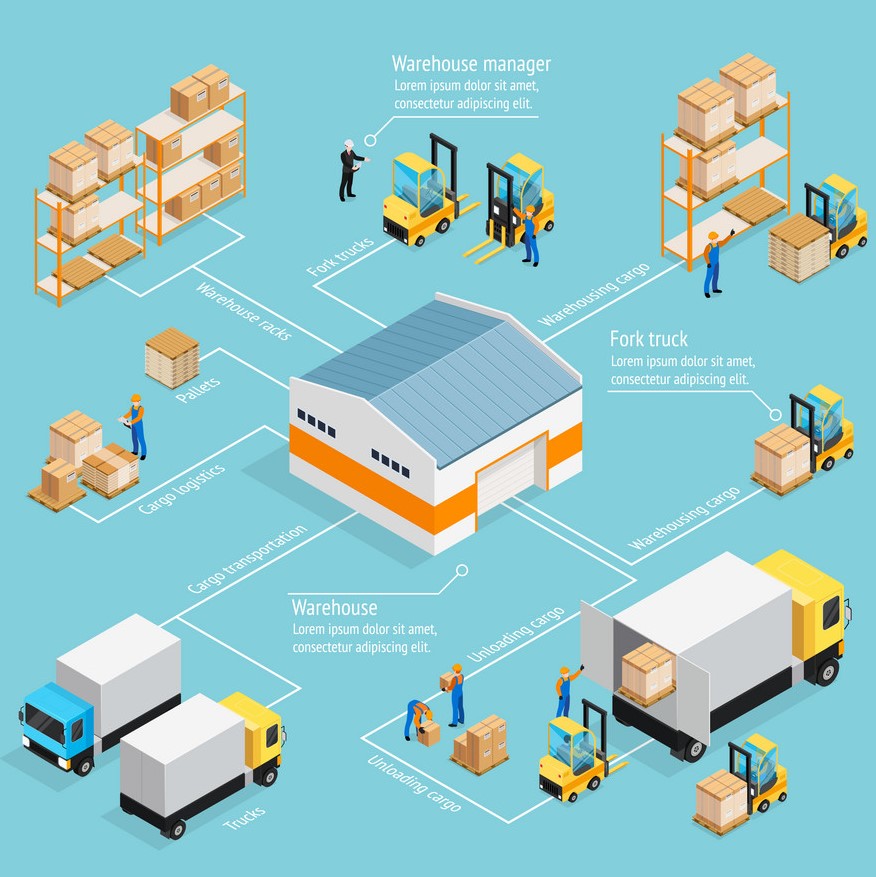 Warehouse manager
Lorem ipsum dolor sit amet,
consectetur adipiscing elit.
Fork trucks
Warehouse racks
Warehousing cargo
Fork truck
Lorem ipsum dolor sit amet,
consectetur adipiscing elit.
Pallets
Cargo logistics
Warehousing cargo
Cargo transportation
Warehouse
Lorem ipsum dolor sit amet,
consectetur adipiscing elit.
Unloading cargo
Unloading cargo
Trucks